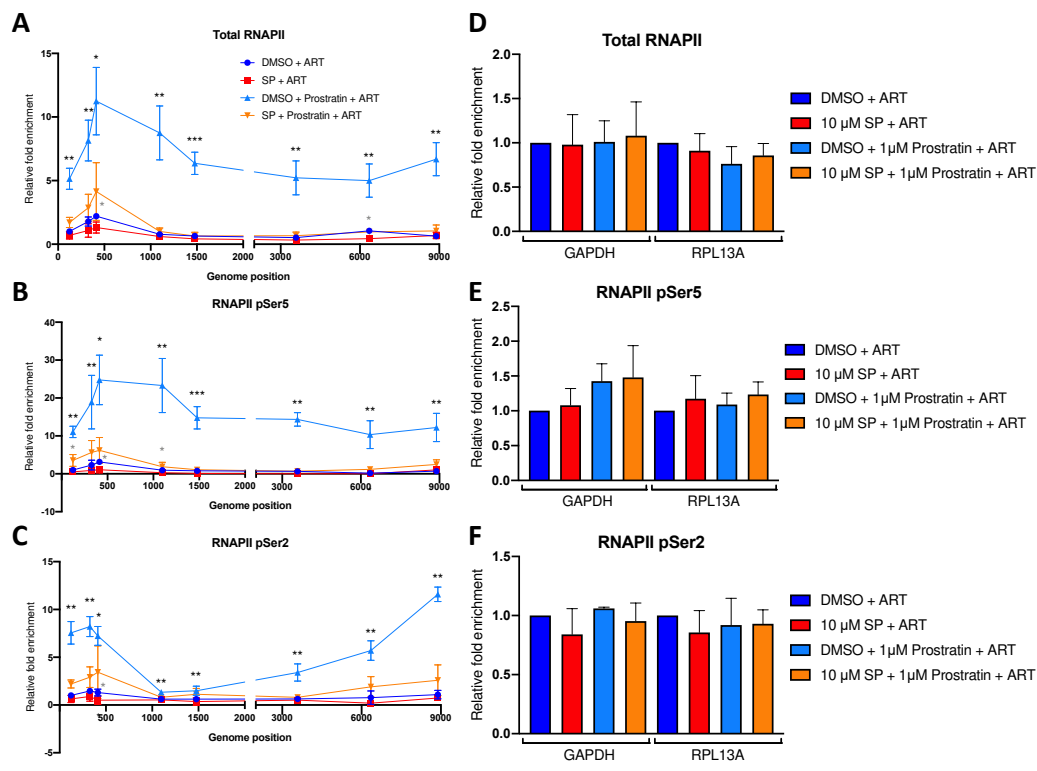 A
Total RNAPII
Relative fold enrichment
15
10
5
0
** ** * ** *** ** ** **
* *
DMSO + ART
SP + ART
DMSO + Prostratin + ART
SP + Prostratin + ART
0 500 1000 1500 2000 3000 6000 9000
Genome position
B
RNAPII pSer5
Relative fold enrichment
40
30
20
10
0
-10
** ** * ** *** ** ** **
* * *
500 1000 1500 2000 3000 6000 9000
Genome position
C
RNAPII pSer2
Relative fold enrichment
15
10
5
0
-5
** ** * ** ** ** ** **
*
500 1000 1500 2000 3000 6000 9000
Genome position
D
Total RNAPII
Relative fold enrichment
2.0
1.5
1.0
0.5
0.0
GAPDH RPL13A
DMSO + ART
10 µM SP + ART
DMSO + 1µM Prostratin + ART
10 µM SP + 1µM Prostratin + ART
E
RNAPII pSer5
Relative fold enrichment
2.5
2.0
1.5
1.0
0.5
0.0
GAPDH RPL13A
DMSO + ART
10 µM SP + ART
DMSO + 1µM Prostratin + ART
10 µM SP + 1µM Prostratin + ART
F
RNAPII pSer2
Relative fold enrichment
1.5
1.0
0.5
0.0
GAPDH RPL13A
DMSO + ART
10 µM SP + ART
DMSO + 1µM Prostratin + ART
10 µM SP + 1µM Prostratin + ART